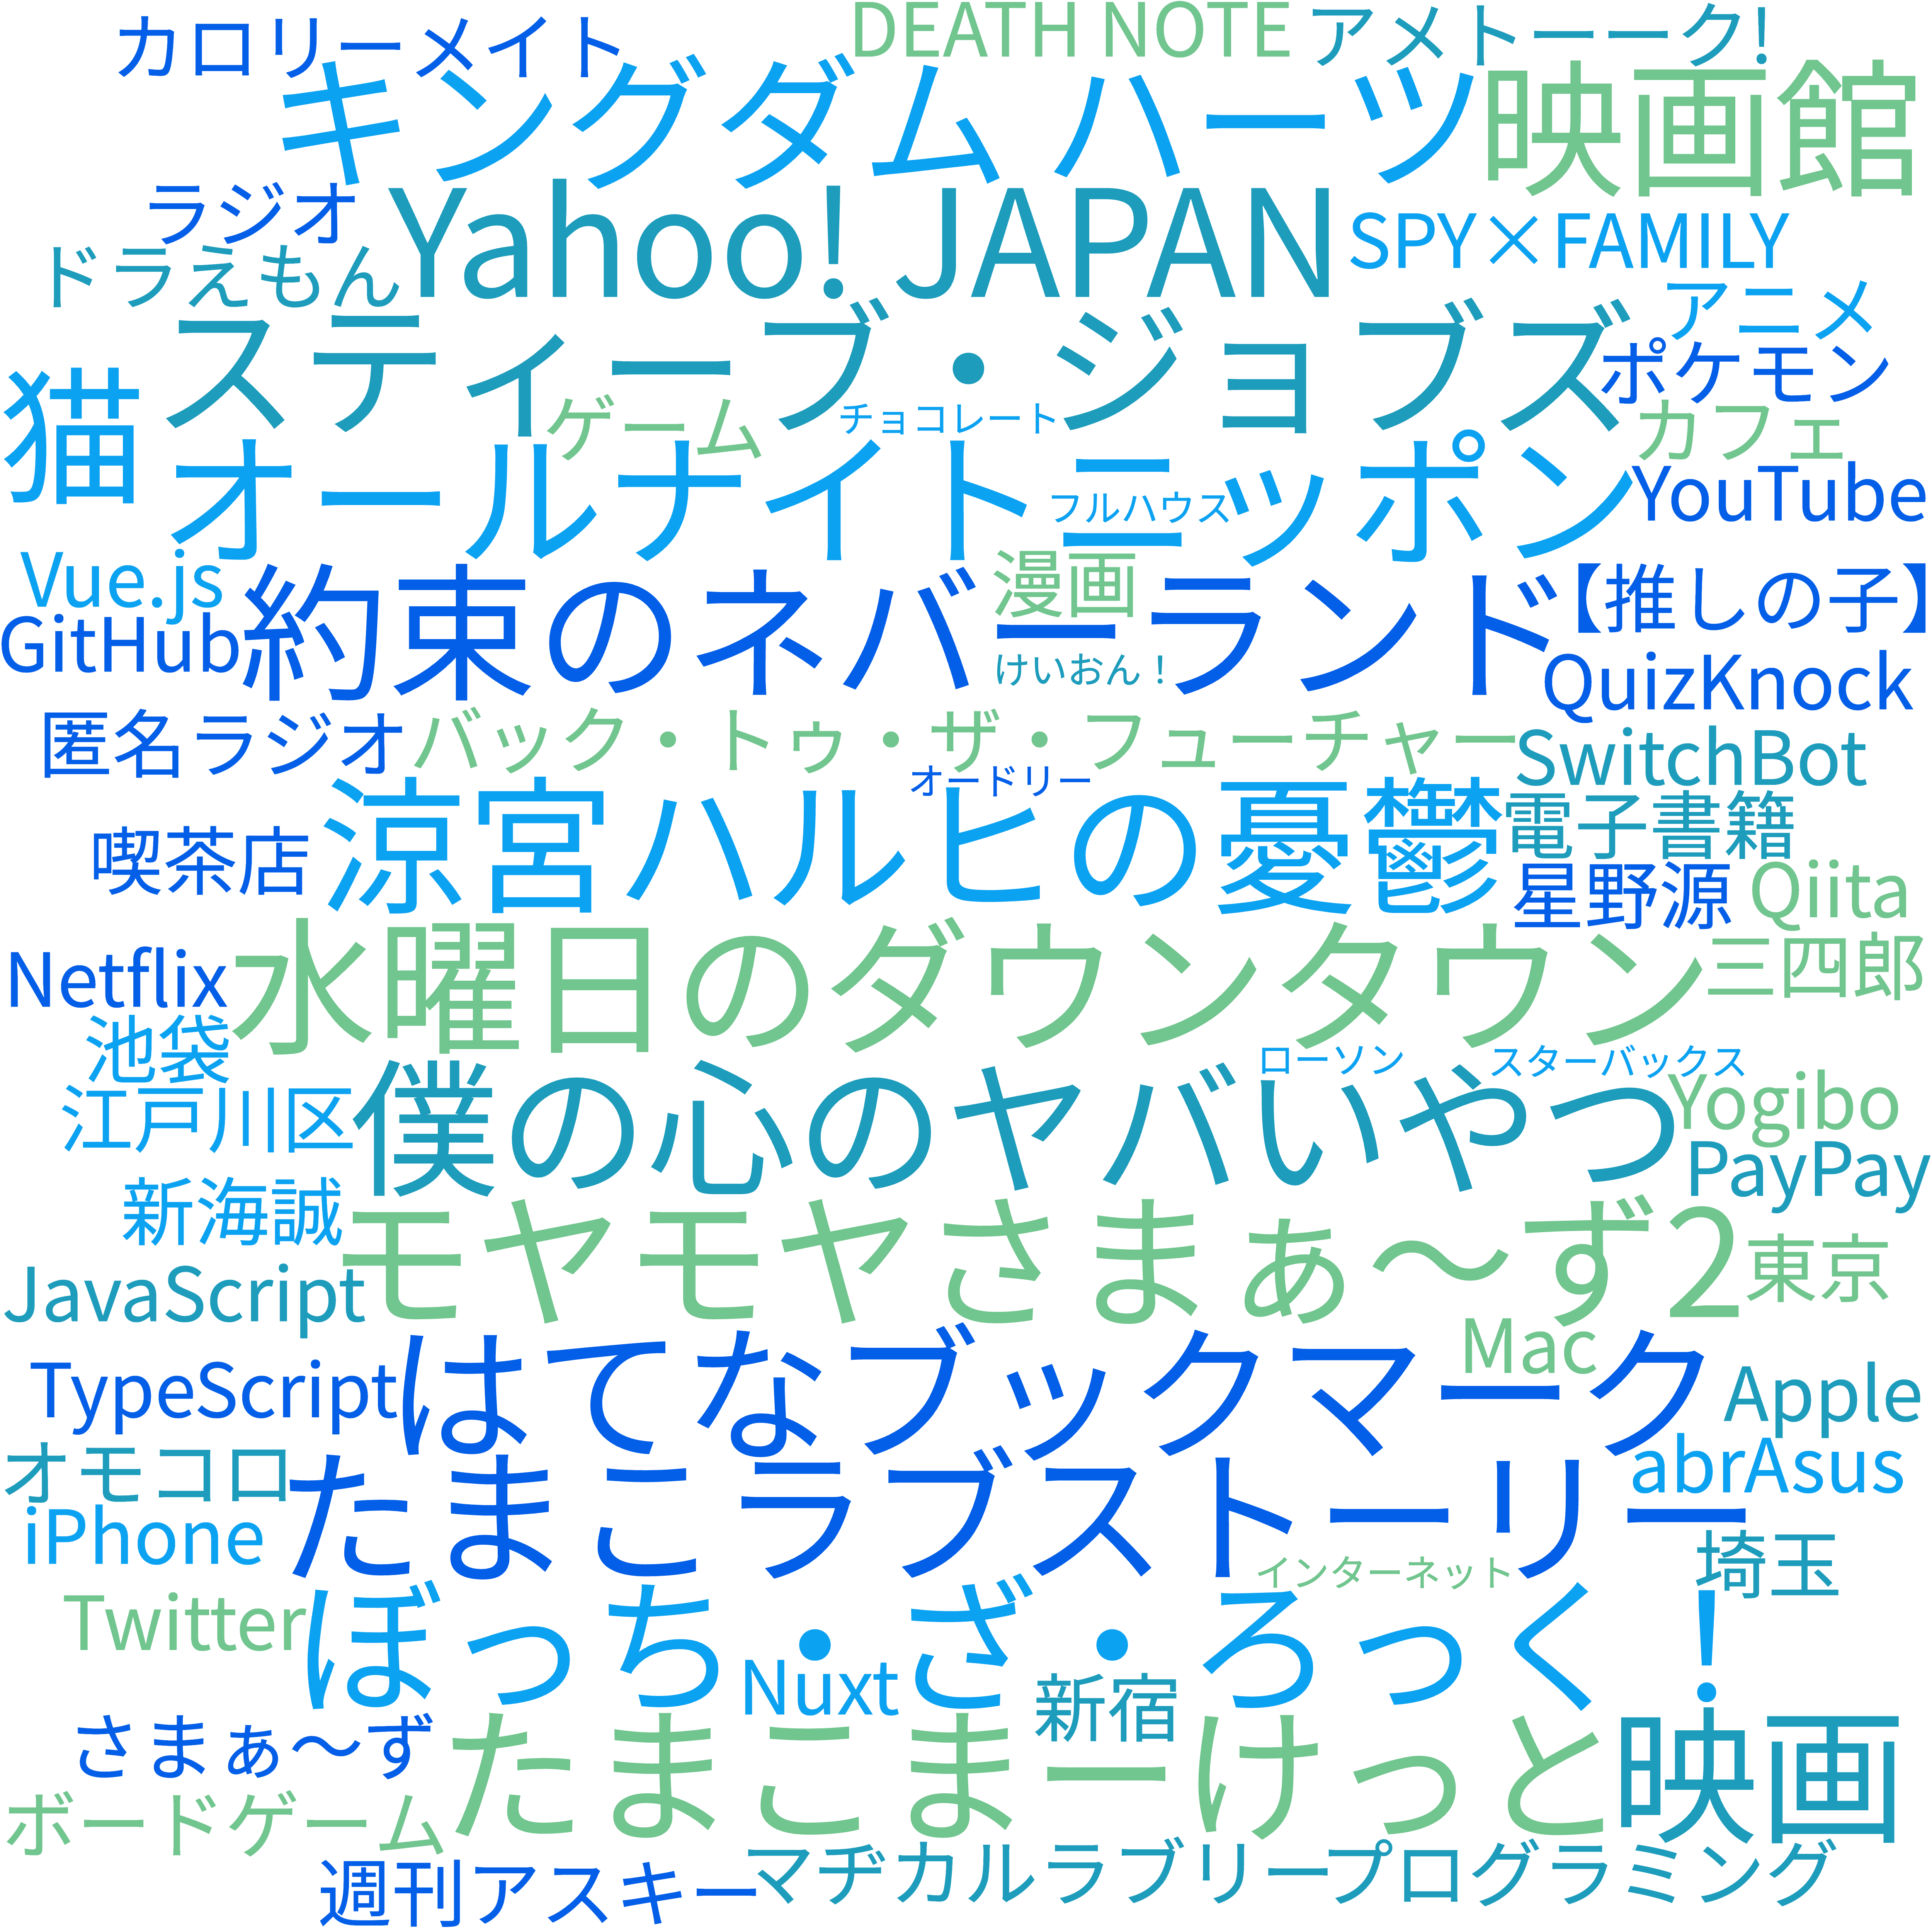 カロリーメイト
DEATH NOTE
アメトーーク!
キングダム ハーツ
映画館
ラジオ
Yahoo! JAPAN
SPY×FAMILY
ドラえもん
アニメ
スティーブ・ジョブズ
ポケモン
猫
ゲーム
チョコレート
カフェ
オールナイトニッポン
YouTube
フルハウス
Vue.js
漫画
【推しの子】
GitHub
約束のネバーランド
けいおん!
QuizKnock
匿名ラジオ
バック・トゥ・ザ・フューチャー
SwitchBot
オードリー
喫茶店
涼宮ハルヒの憂鬱
電子書籍
星野源
Qiita
Netflix
水曜日のダウンタウン
三四郎
池袋
ローソン
スターバックス
江戸川区
僕の心のヤバいやつ
Yogibo
PayPay
新海誠
モヤモヤさまぁ〜ず2
東京
JavaScript
Mac
TypeScript
はてなブックマーク
Apple
オモコロ
たまこラブストーリー
abrAsus
iPhone
インターネット
埼玉
Twitter
ぼっち・ざ・ろっく!
Nuxt
新宿
さまぁ〜ず
たまこまーけっと
映画
ボードゲーム
週刊アスキー
マヂカルラブリー
プログラミング